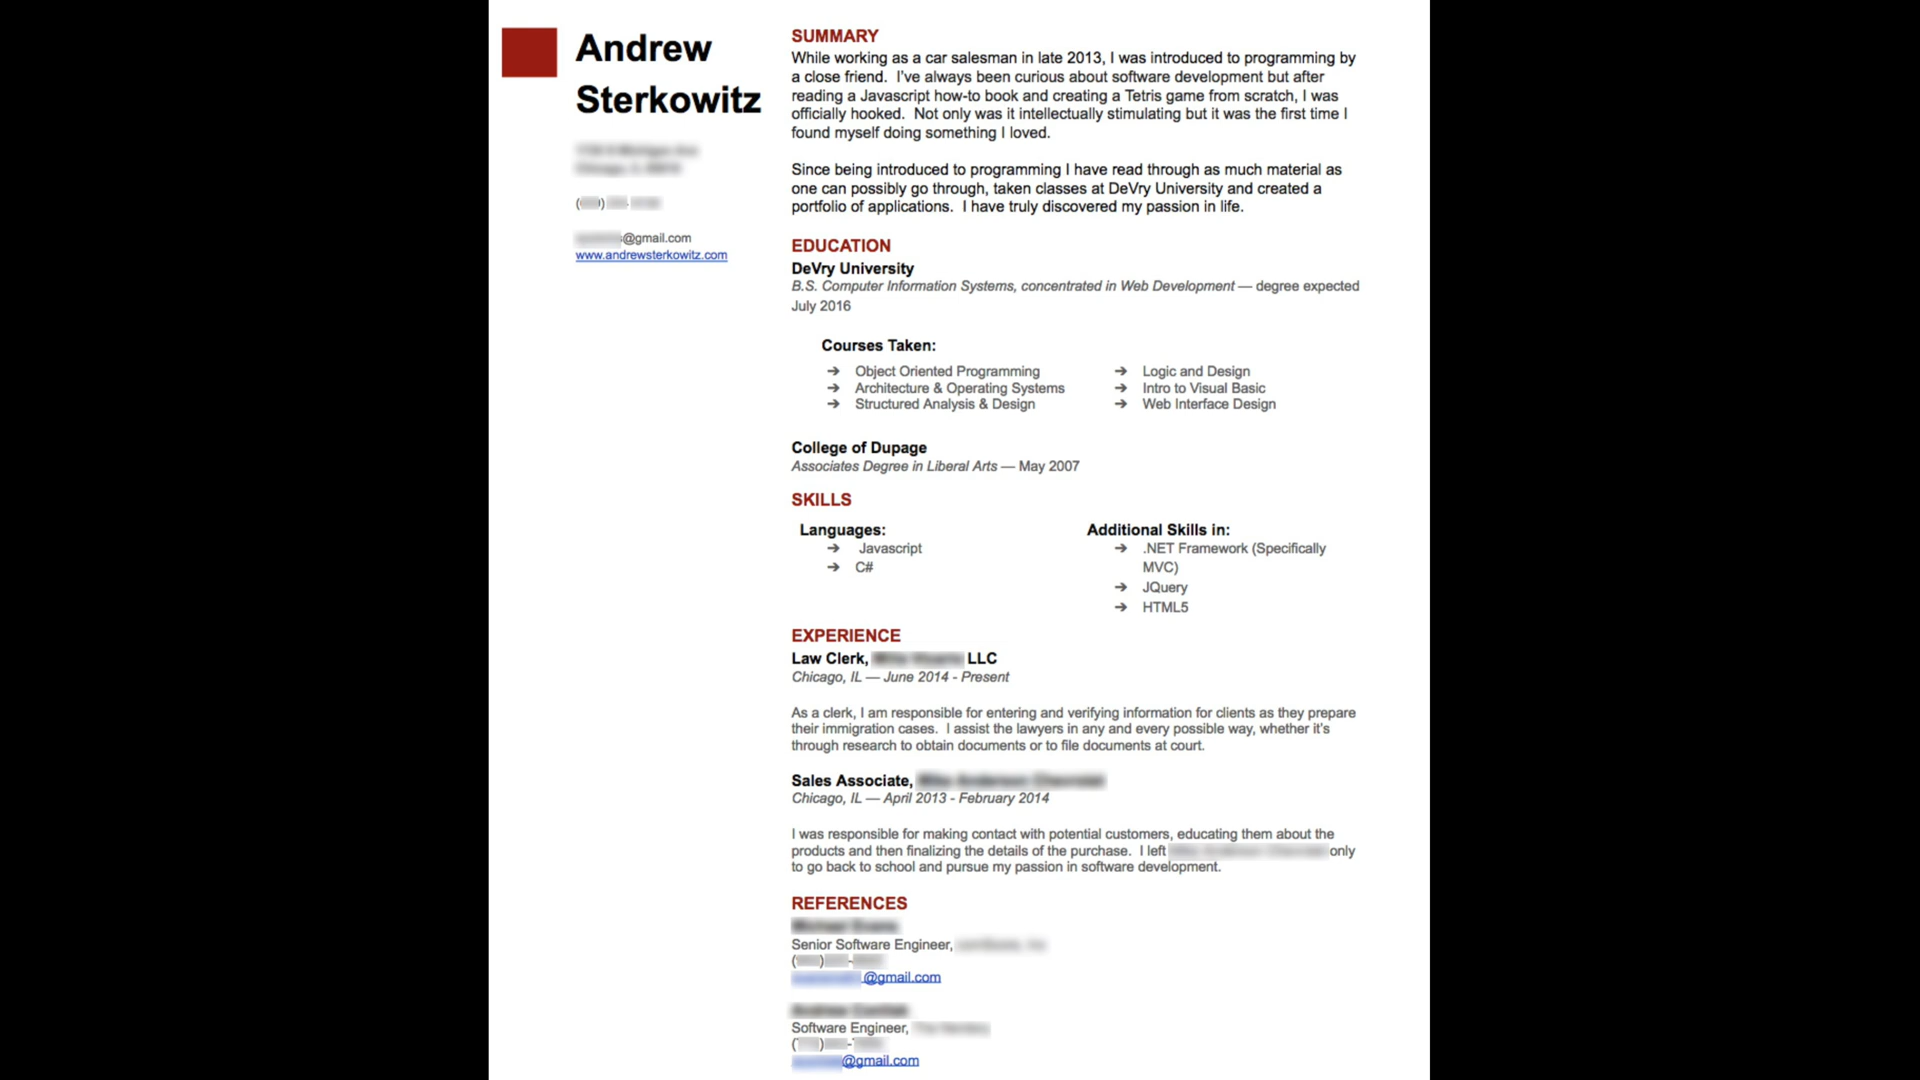 Andrew
Sterkowitz
@gmail.com
www.andrewsterkowitz.com
SUMMARY
While working as a car salesman in late 2013, I was introduced to programming by
a close friend. I've always been curious about software development but after
reading a Javascript how-to book and creating a Tetris game from scratch, I was
officially hooked. Not only was it intellectually stimulating but it was the first time I
found myself doing something I loved.
Since being introduced to programming I have read through as much material as
one can possibly go through, taken classes at DeVry University and created a
portfolio of applications. I have truly discovered my passion in life.
EDUCATION
DeVry University
B.S. Computer Information Systems, concentrated in Web Development — degree expected
July 2016
Courses Taken:
➔ Object Oriented Programming
➔ Architecture & Operating Systems
➔ Structured Analysis & Design
➔ Logic and Design
➔ Intro to Visual Basic
➔ Web Interface Design
College of Dupage
Associates Degree in Liberal Arts — May 2007
SKILLS
Languages:
➔ Javascript
➔ C#
Additional Skills in:
➔ .NET Framework (Specifically
MVC)
➔ JQuery
➔ HTML5
EXPERIENCE
Law Clerk, LLC
Chicago, IL — June 2014 - Present
As a clerk, I am responsible for entering and verifying information for clients as they prepare
their immigration cases. I assist the lawyers in any and every possible way, whether it's
through research to obtain documents or to file documents at court.
Sales Associate,
Chicago, IL — April 2013 - February 2014
I was responsible for making contact with potential customers, educating them about the
products and then finalizing the details of the purchase. I left only
to go back to school and pursue my passion in software development.
REFERENCES
Senior Software Engineer,
@gmail.com
Software Engineer,
@gmail.com